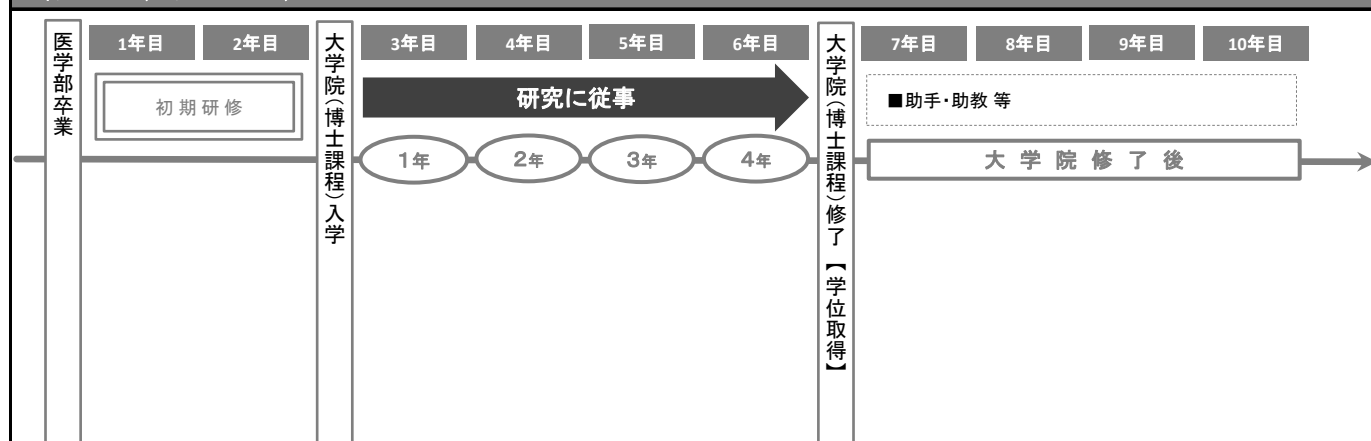 医学部卒業
1年目
2年目
初期研修
大学院(博士課程)入学
3年目
4年目
5年目
6年目
研究に従事
1年
2年
3年
4年
大学院(博士課程)修了【学位取得】
7年目
8年目
9年目
10年目
■助手・助教 等
大学院修了後